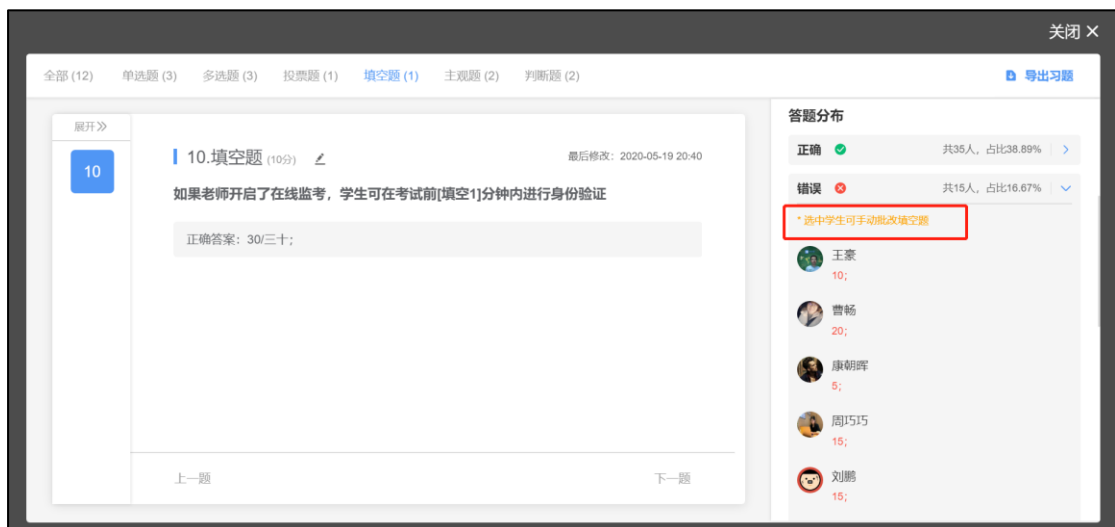 关闭 ×
全部 (12) 单选题 (3) 多选题 (3) 投票题 (1) 填空题 (1) 主观题 (2) 判断题 (2) 导出习题
展开
10
10.填空题 (10分)
最后修改：2020-05-19 20:40
如果老师开启了在线监考，学生可在考试前[填空1]分钟内进行身份验证
正确答案：30/三十;
上一题 下一题
答题分布
正确 共35人，占比38.89%
错误 共15人，占比16.67%
* 选中学生可手动批改填空题
王豪
10;
曹畅
20;
康朝晖
5;
周巧巧
15;
刘鹏
15;